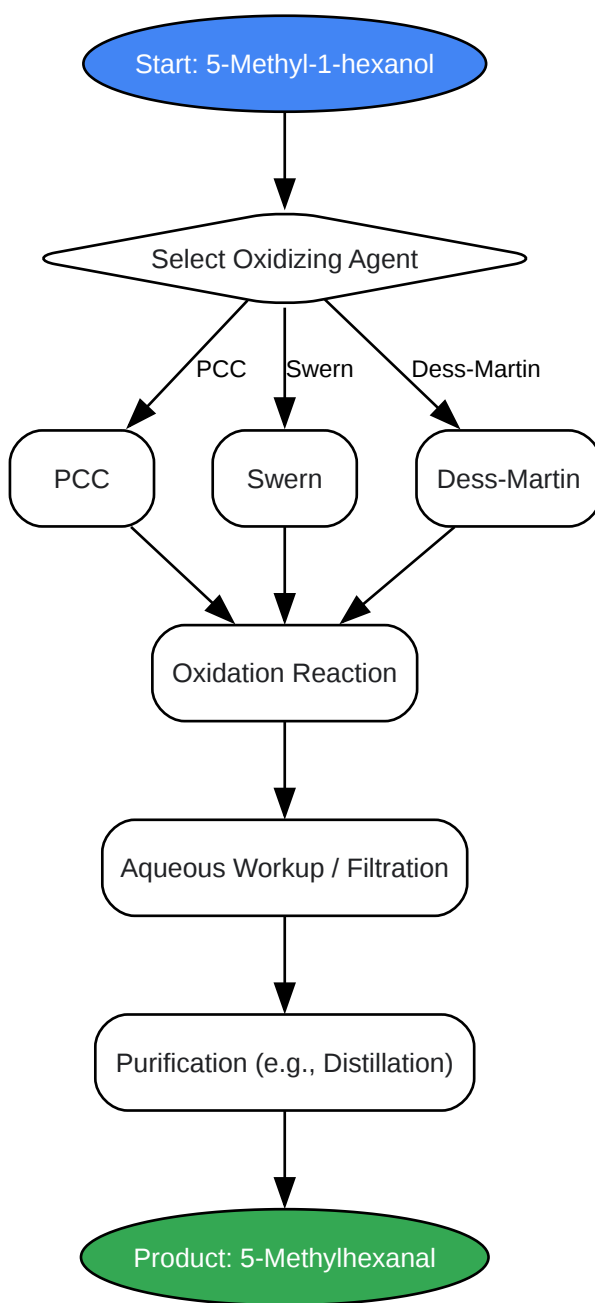 Start: 5-Methyl-1-hexanol
Select Oxidizing Agent
PCC
Swern
Dess-Martin
PCC
Swern
Dess-Martin
Oxidation Reaction
Aqueous Workup / Filtration
Purification (e.g., Distillation)
Product: 5-Methylhexanal